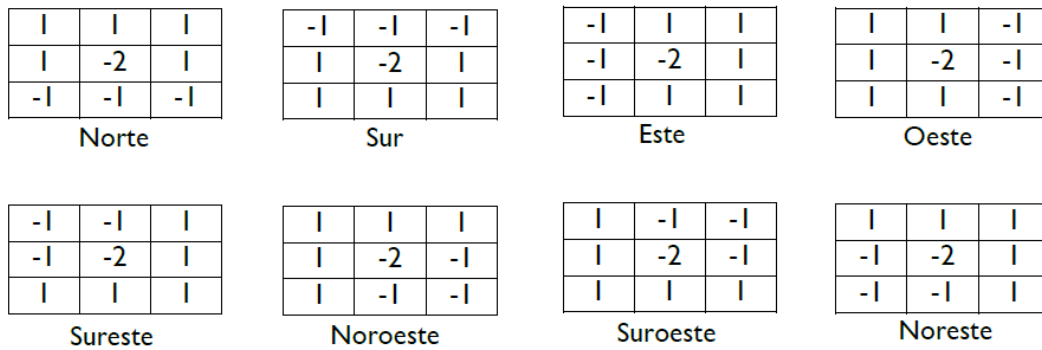 1 1 1
1 -2 1
-1 -1 -1
Norte
-1 -1 -1
1 -2 1
1 1 1
Sur
-1 1 1
-1 -2 1
-1 1 1
Este
1 1 -1
1 -2 -1
1 1 -1
Oeste
-1 -1 1
-1 -2 1
1 1 1
Sureste
1 1 1
1 -2 -1
1 -1 -1
Noroeste
1 -1 -1
1 -2 -1
1 1 1
Suroeste
1 1 1
-1 -2 1
-1 -1 1
Noreste